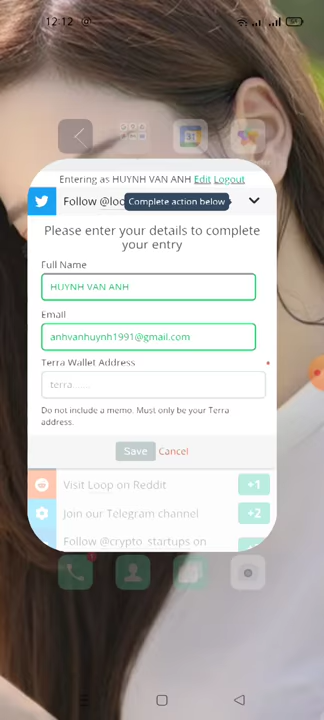 12:12
Entering as HUYNH VAN ANH Edit Logout
Follow @loo
Complete action below
Please enter your details to complete
your entry
Full Name
HUYNH VAN ANH
Email
anhvanhuynh1991@gmail.com
Terra Wallet Address *
terra......
Do not include a memo. Must only be your Terra
address.
Save Cancel
Visit Loop on Reddit +1
Join our Telegram channel +2
Follow @crypto_startups on